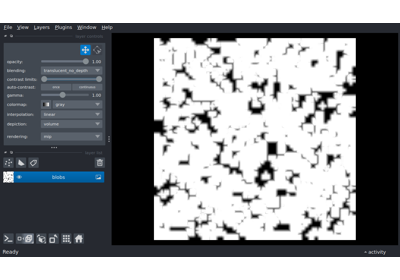 File View Layers Plugins Window Help
opacity: 1.00
blending: translucent_no_depth
contrast limits:
auto-contrast: once continuous
gamma: 1.00
colormap: gray
interpolation: linear
depiction: volume
rendering: mip
blobs
Ready activity